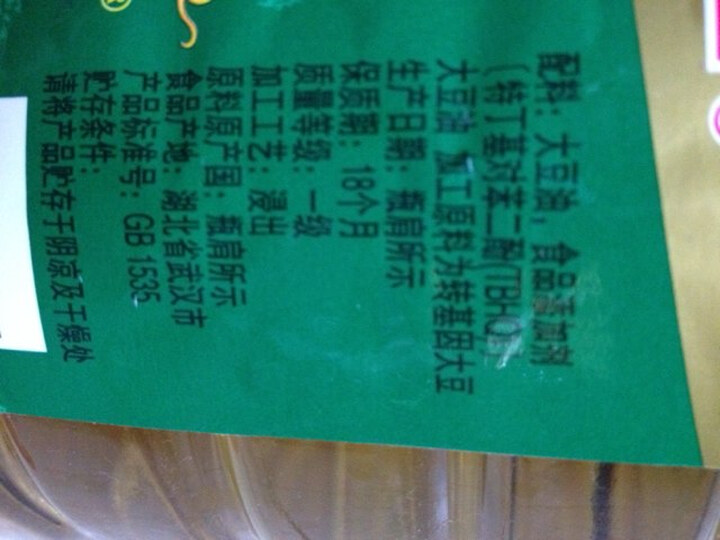 配料：大豆油，食品添加剂
（特丁基对苯二酚(TBHQ)）
大豆油 加工原料为转基因大豆
生产日期：瓶肩所示
保质期：18个月
质量等级：一级
加工工艺：浸出
原料原产国：瓶肩所示
食品产地：湖北省武汉市
产品标准号：GB 1535
贮存条件：
请将产品贮存于阴凉及干燥处